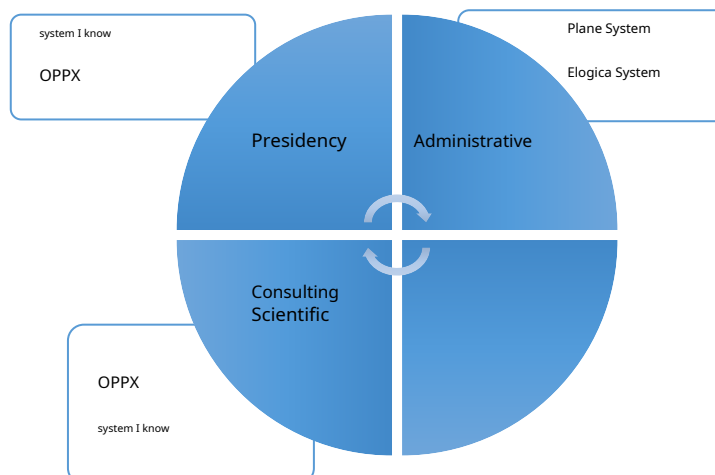 system I know
OPPX
Plane System
Elogica System
Presidency
Administrative
Consulting
Scientific
OPPX
system I know